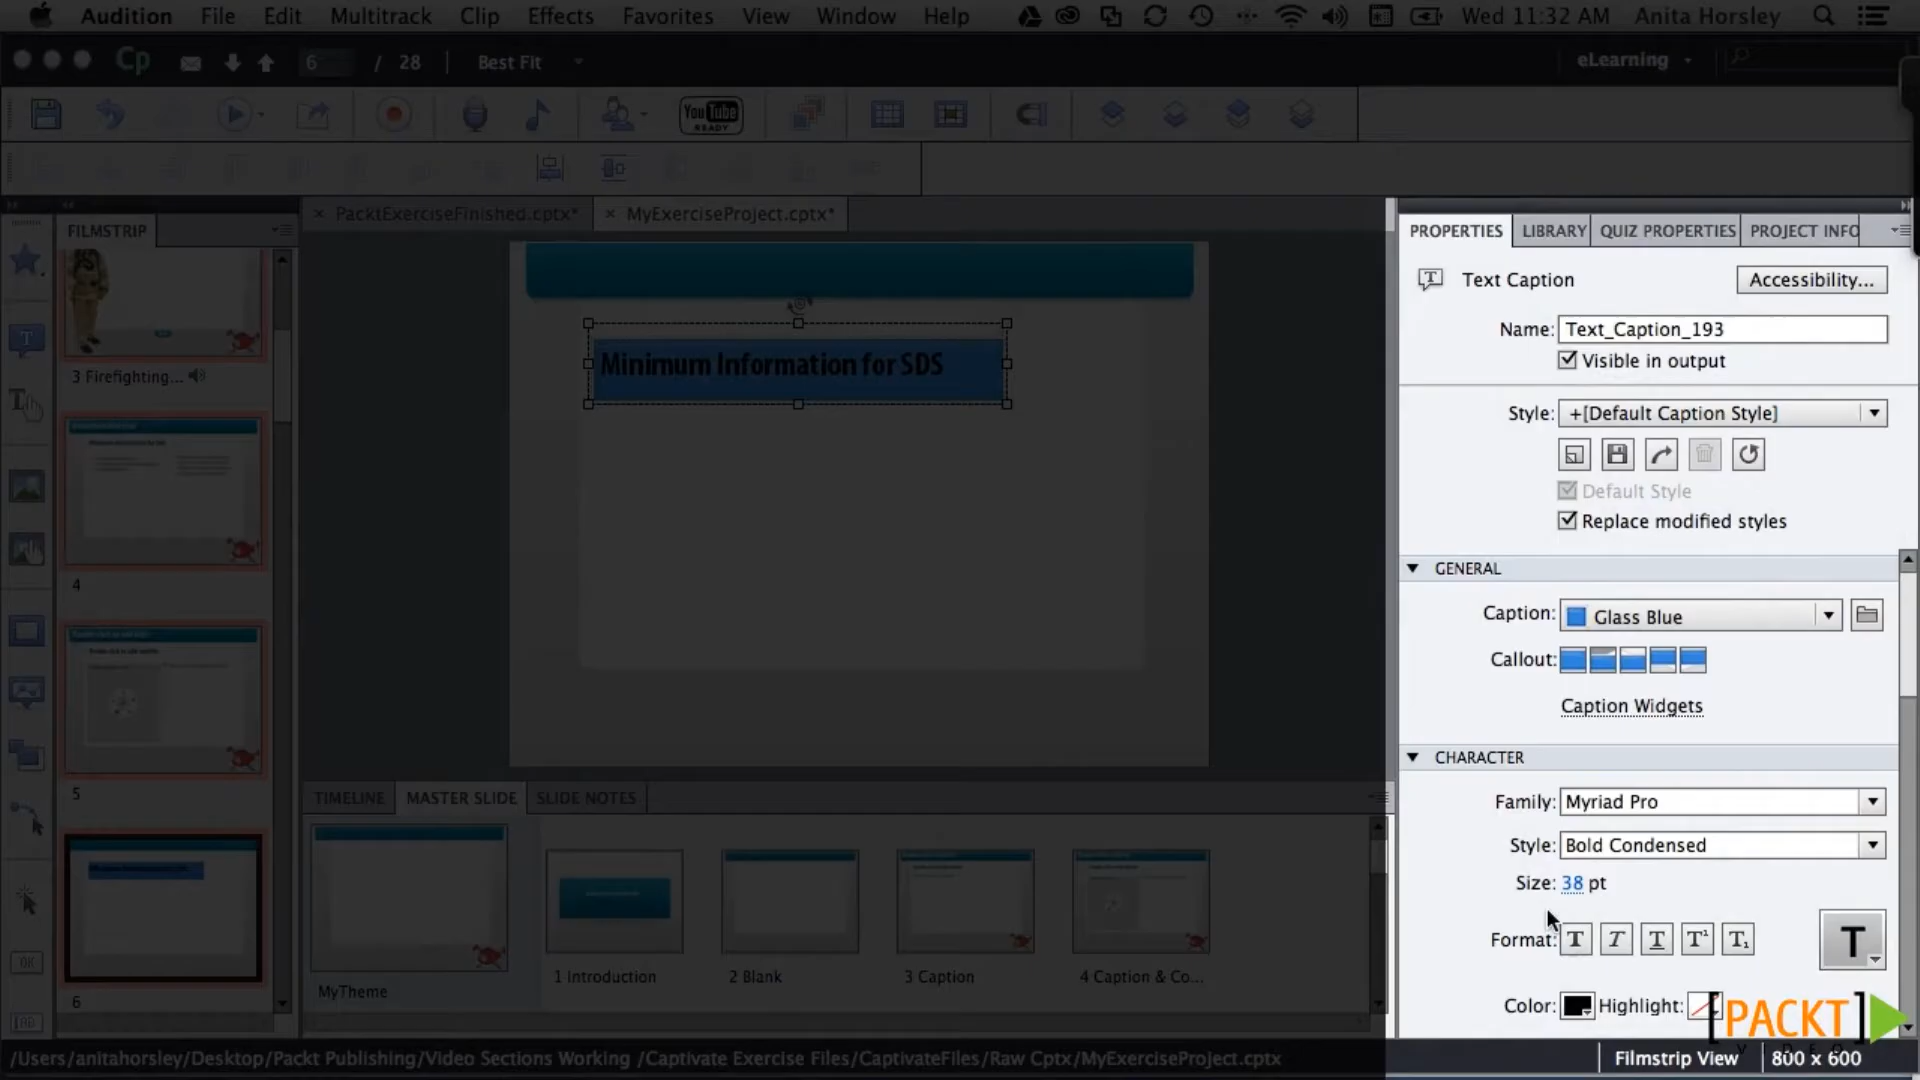 Audition File Edit Multitrack Clip Effects Favorites View Window Help Wed 11:32 AM Anita Horsley
Cp 6 / 28 Best Fit eLearning
You Tube
READY
FILMSTRIP
PacktExerciseFinished.cptx*
MyExerciseProject.cptx*
3 Firefighting...
4
5
6
Minimum Information for SDS
TIMELINE MASTER SLIDE SLIDE NOTES
MyTheme
1 Introduction
2 Blank
3 Caption
4 Caption & Co...
PROPERTIES LIBRARY QUIZ PROPERTIES PROJECT INFO
Text Caption Accessibility...
Name: Text_Caption_193
Visible in output
Style: +[Default Caption Style]
Default Style
Replace modified styles
GENERAL
Caption: Glass Blue
Callout:
Caption Widgets
CHARACTER
Family: Myriad Pro
Style: Bold Condensed
Size: 38 pt
Format: T T T T¹ T₁
T
Color: Highlight:
[PACKT]
VIDEO
/Users/anitahorsley/Desktop/Packt Publishing/Video Sections Working /Captivate Exercise Files/CaptivateFiles/Raw Cptx/MyExerciseProject.cptx
Filmstrip View 800 x 600